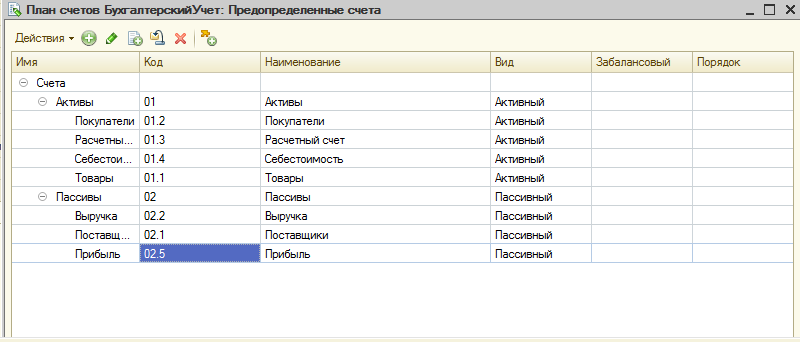 План счетов БухгалтерскийУчет: Предопределенные счета
Действия
Имя Код Наименование Вид Забалансовый Порядок
Счета
Активы 01 Активы Активный
Покупатели 01.2 Покупатели Активный
Расчетны... 01.3 Расчетный счет Активный
Себестои... 01.4 Себестоимость Активный
Товары 01.1 Товары Активный
Пассивы 02 Пассивы Пассивный
Выручка 02.2 Выручка Пассивный
Поставщ... 02.1 Поставщики Пассивный
Прибыль 02.5 Прибыль Пассивный